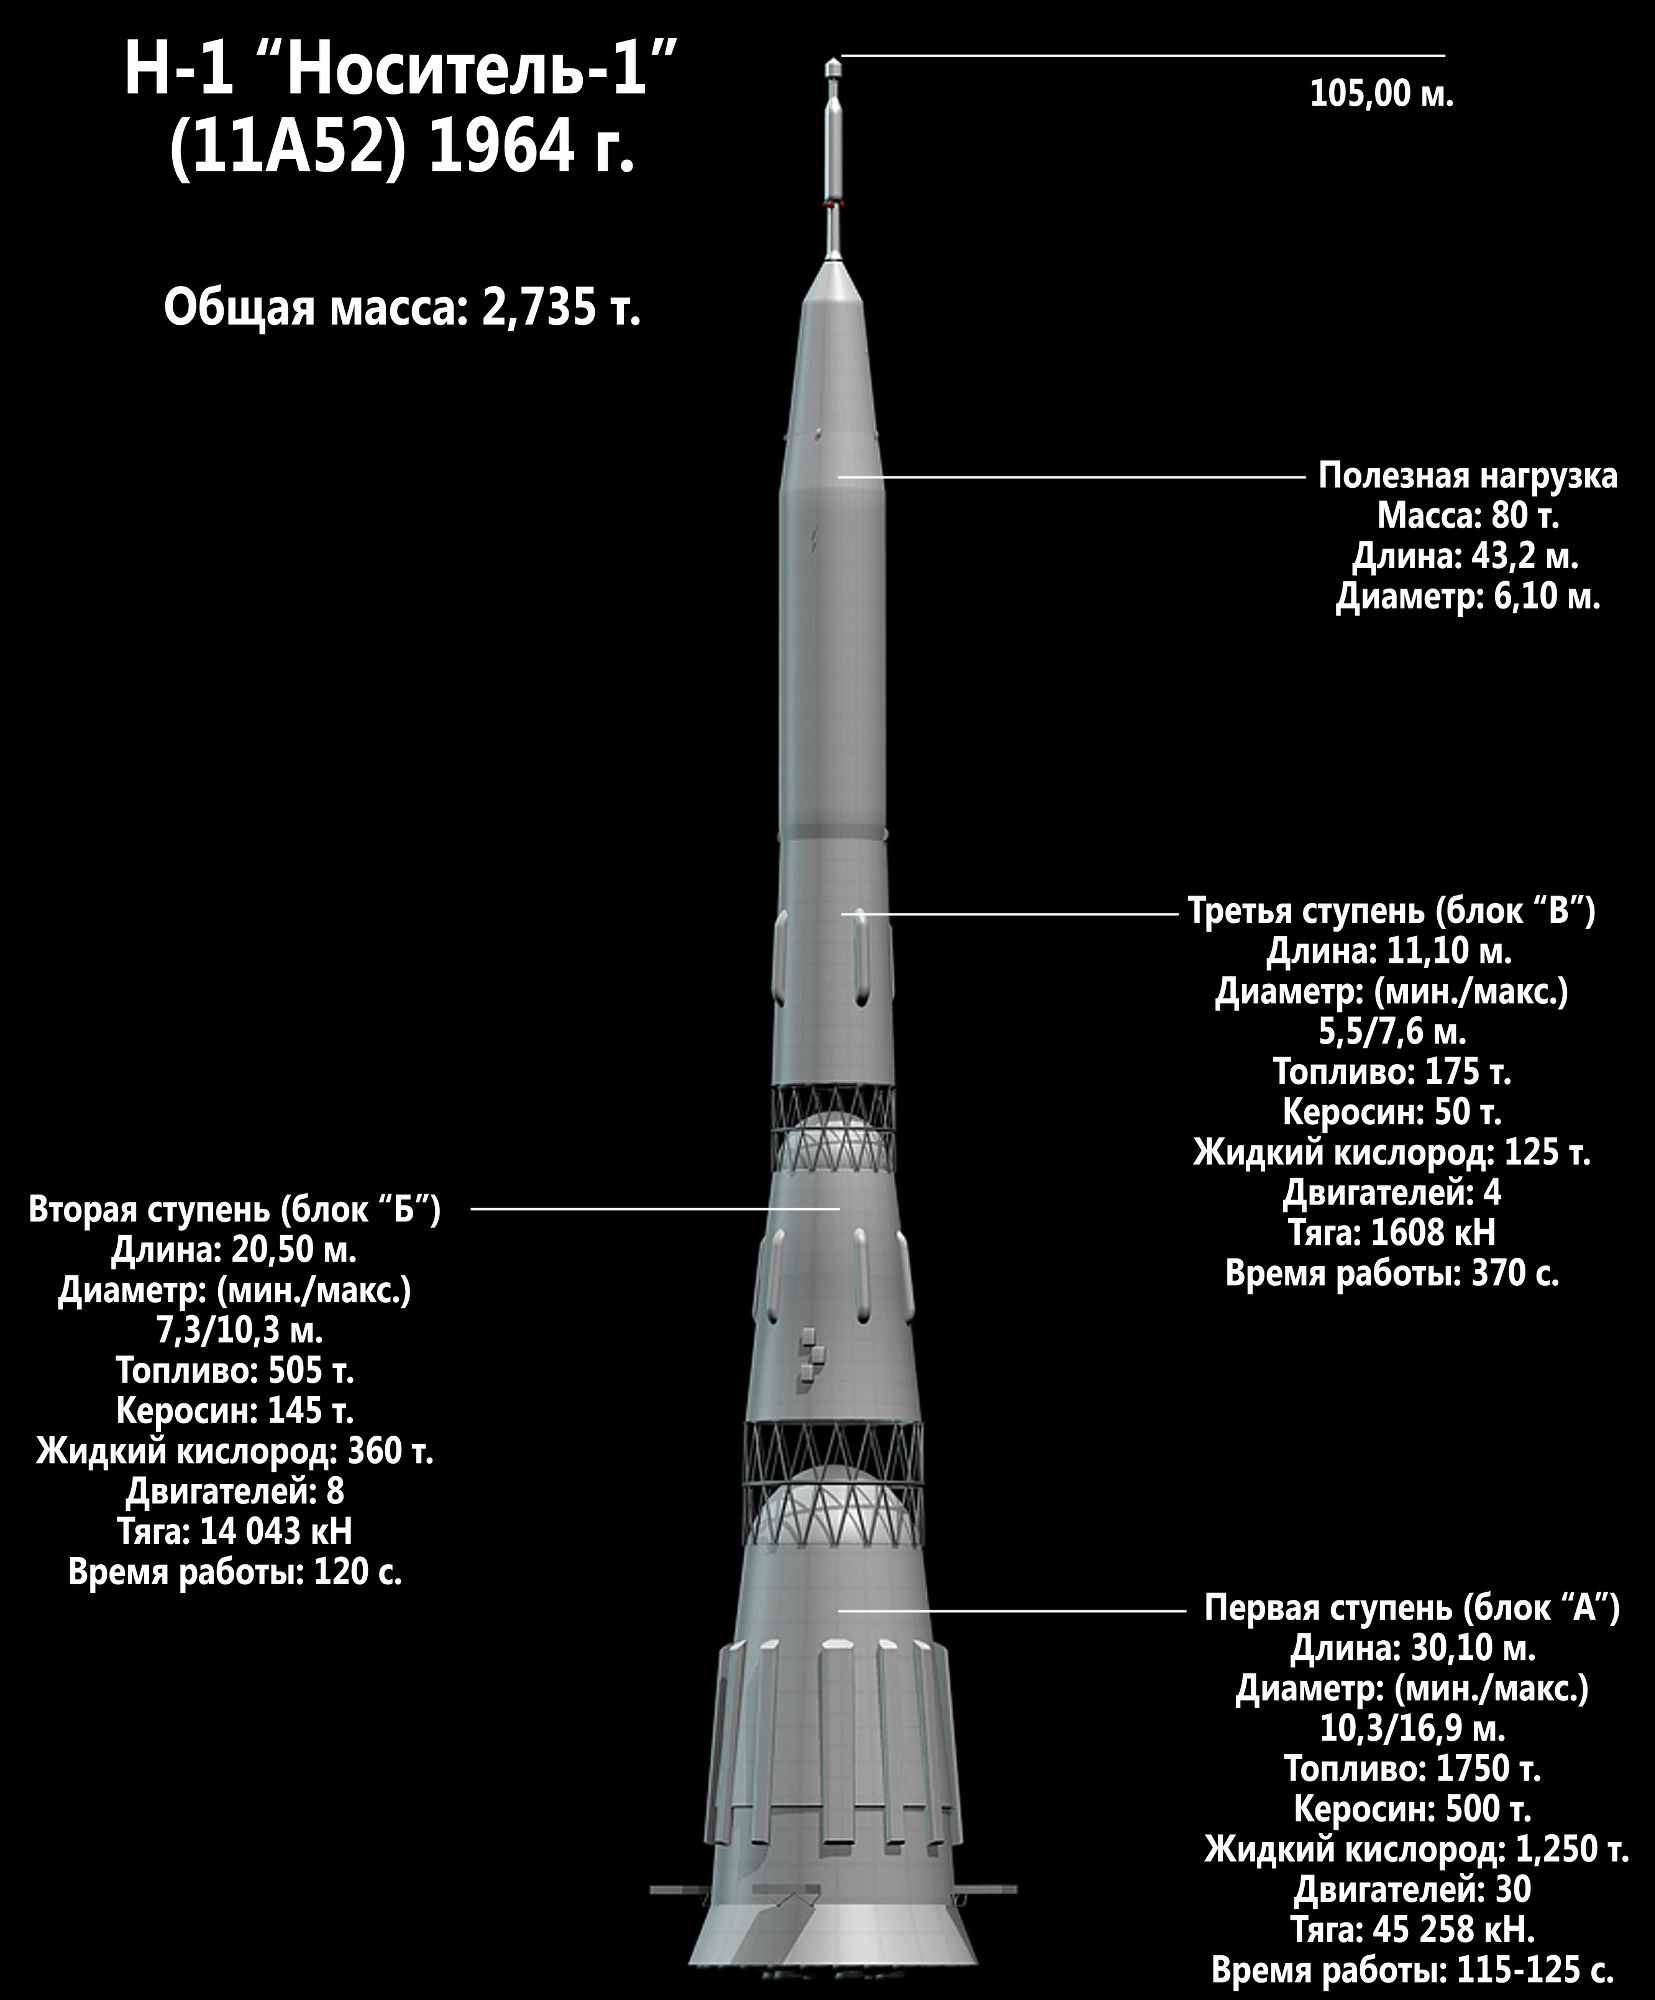 Н-1 “Носитель-1”
(11А52) 1964 г.
Общая масса: 2,735 т.
105,00 м.
Полезная нагрузка
Масса: 80 т.
Длина: 43,2 м.
Диаметр: 6,10 м.
Третья ступень (блок “В”)
Длина: 11,10 м.
Диаметр: (мин./макс.)
5,5/7,6 м.
Топливо: 175 т.
Керосин: 50 т.
Жидкий кислород: 125 т.
Двигателей: 4
Тяга: 1608 кН
Время работы: 370 с.
Вторая ступень (блок “Б”)
Длина: 20,50 м.
Диаметр: (мин./макс.)
7,3/10,3 м.
Топливо: 505 т.
Керосин: 145 т.
Жидкий кислород: 360 т.
Двигателей: 8
Тяга: 14 043 кН
Время работы: 120 с.
Первая ступень (блок “А”)
Длина: 30,10 м.
Диаметр: (мин./макс.)
10,3/16,9 м.
Топливо: 1750 т.
Керосин: 500 т.
Жидкий кислород: 1,250 т.
Двигателей: 30
Тяга: 45 258 кН.
Время работы: 115-125 с.